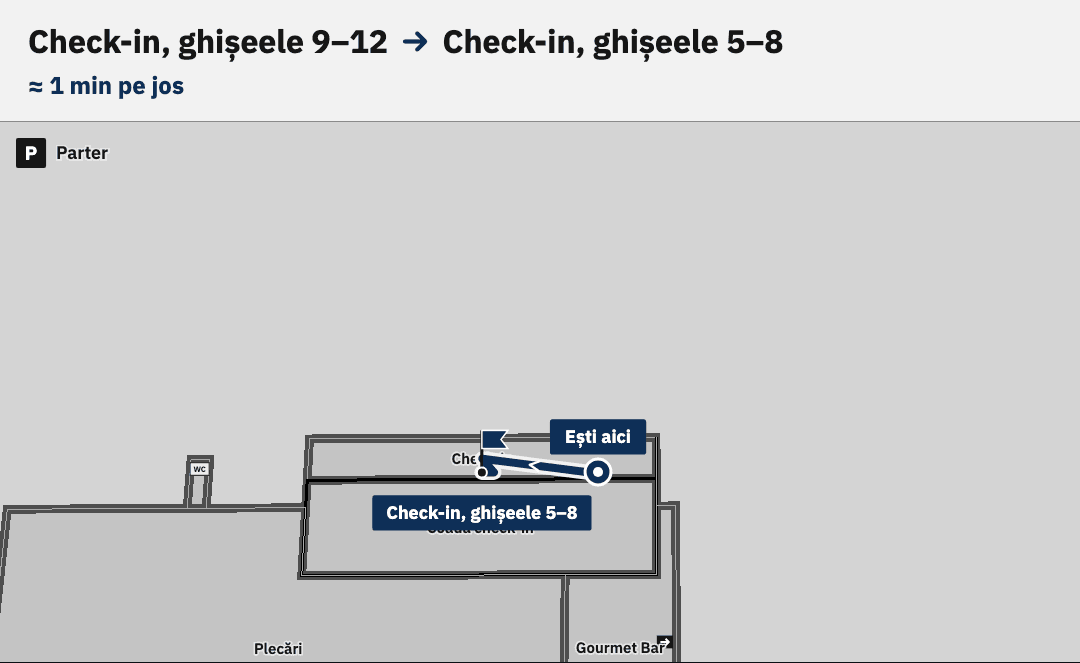 Check-in, ghișeele 9–12 → Check-in, ghișeele 5–8
≈ 1 min pe jos
P Parter
Ești aici
WC
Check-in, ghișeele 5–8
Plecări
Gourmet Bar